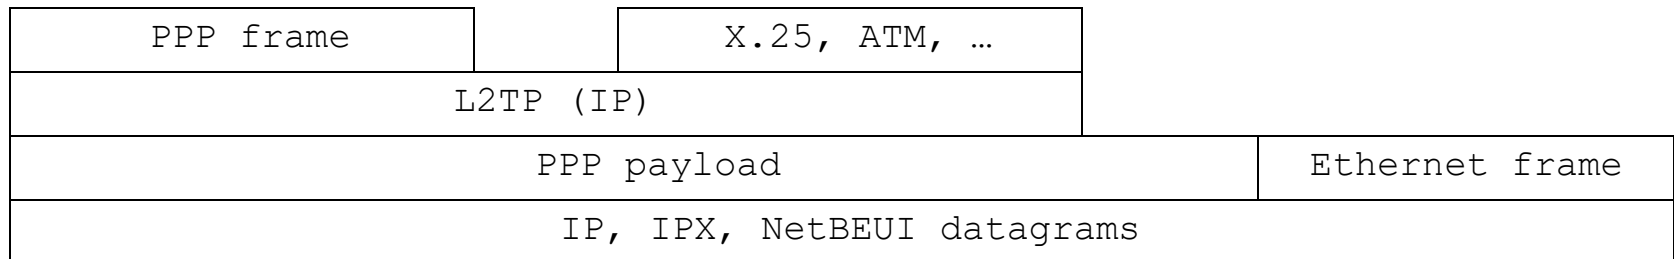 PPP frame
X.25, ATM, …
L2TP (IP)
PPP payload
Ethernet frame
IP, IPX, NetBEUI datagrams